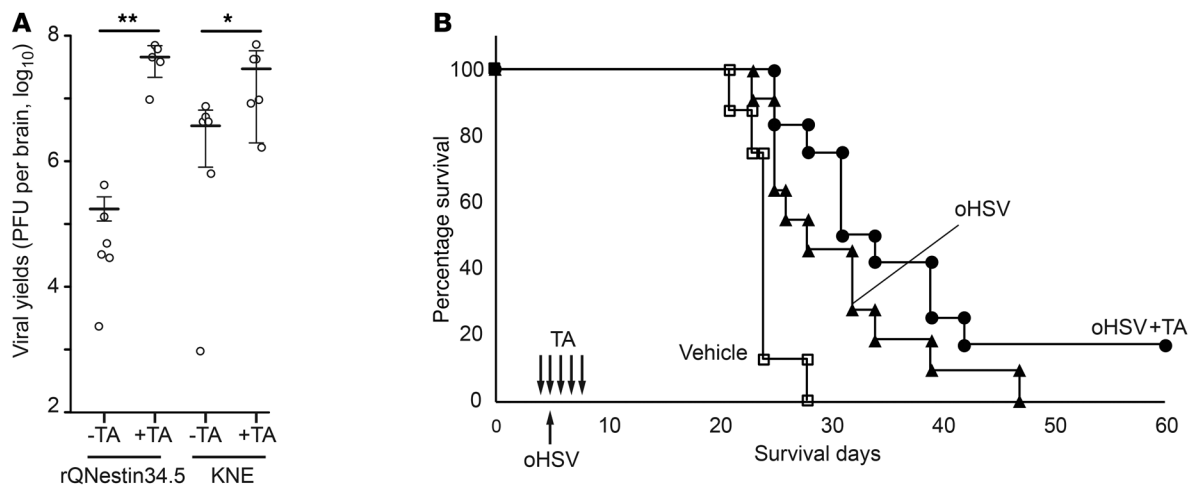 A
Viral yields (PFU per brain, log10)
8
6
4
2
** *
-TA +TA -TA +TA
rQNestin34.5 KNE
B
Percentage survival
100
80
60
40
20
0
TA
oHSV
Vehicle
oHSV
oHSV+TA
0 10 20 30 40 50 60
Survival days